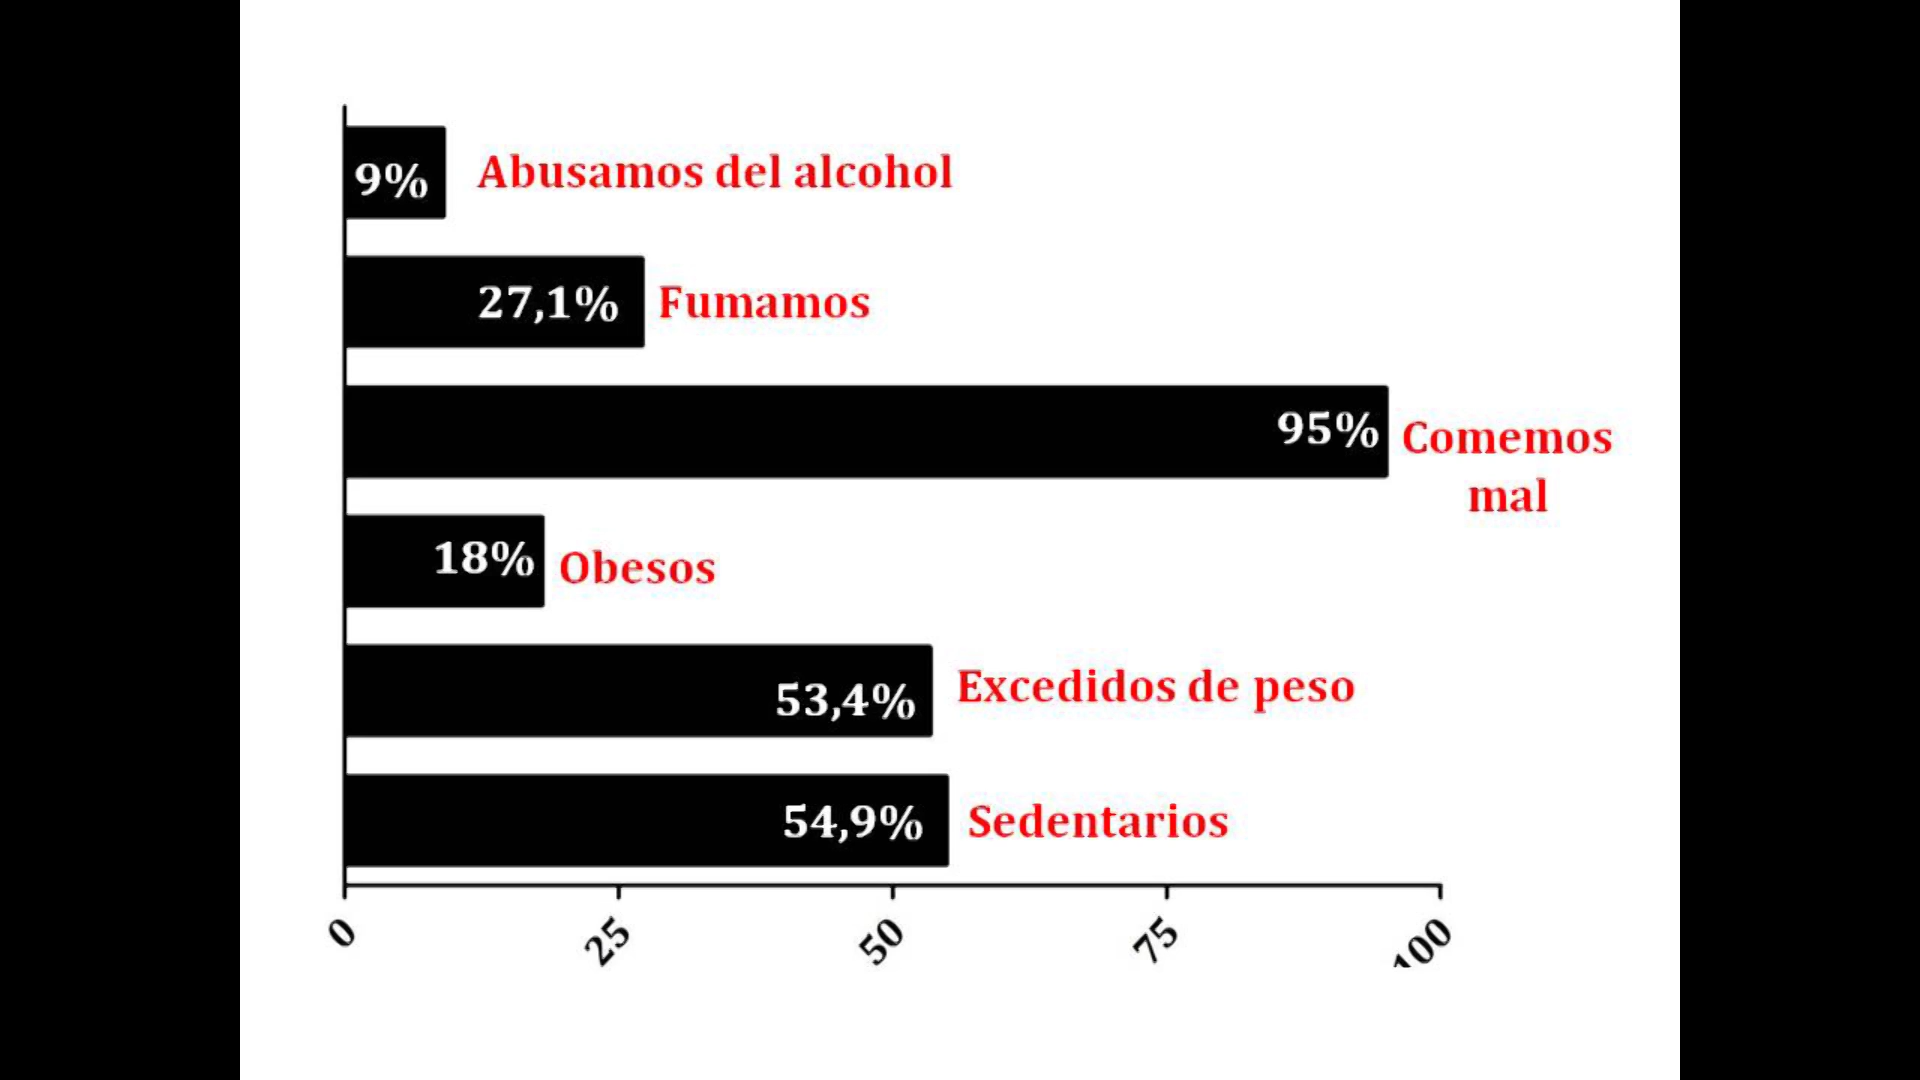 9% Abusamos del alcohol
27,1% Fumamos
95% Comemos
mal
18% Obesos
53,4% Excedidos de peso
54,9% Sedentarios
0 25 50 75 100